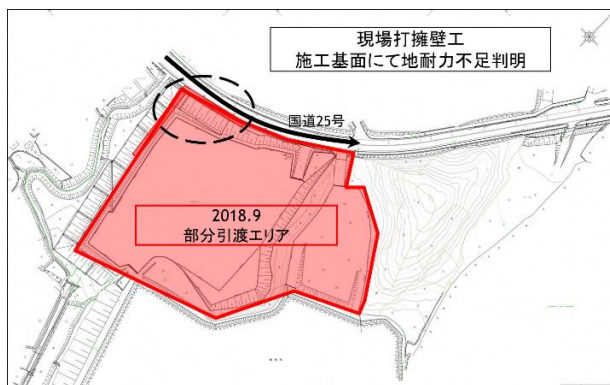 現場打擁壁工
施工基面にて地耐力不足判明
国道25号
2018.9
部分引渡エリア